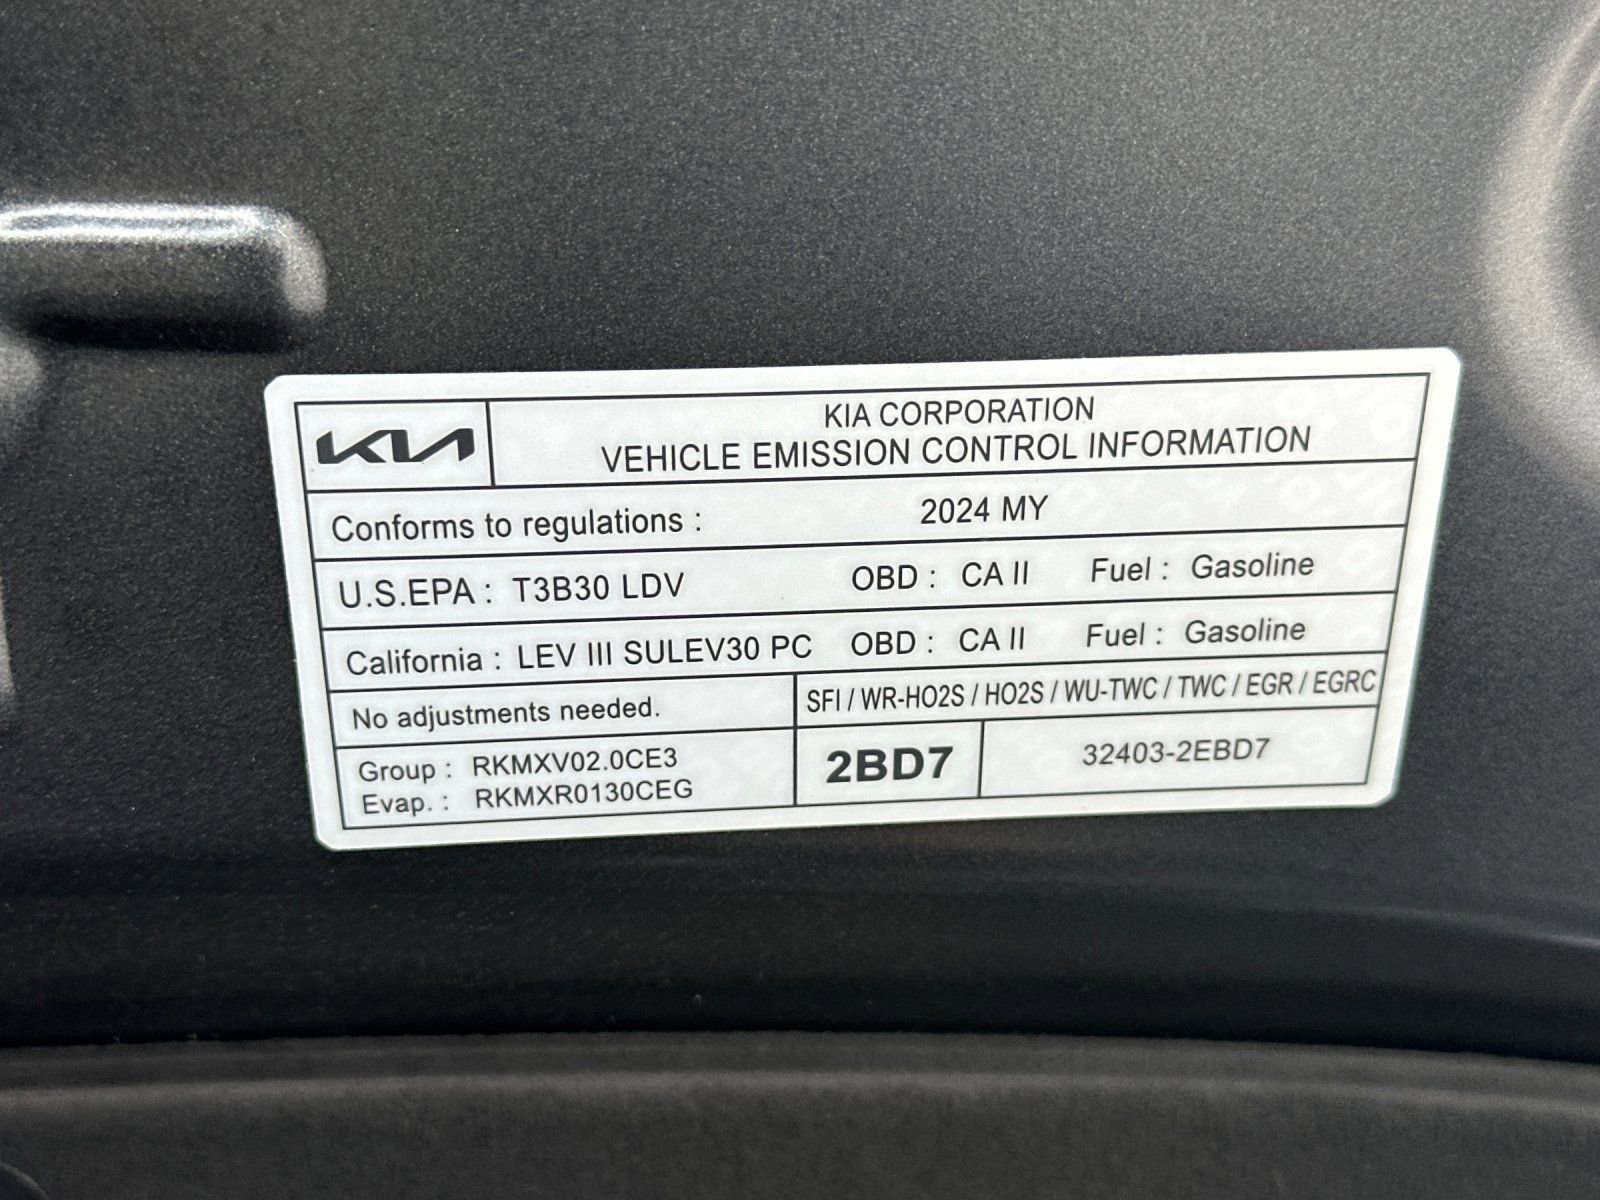 KIA KIA CORPORATION
VEHICLE EMISSION CONTROL INFORMATION
Conforms to regulations : 2024 MY
U.S.EPA : T3B30 LDV OBD : CA II Fuel : Gasoline
California : LEV III SULEV30 PC OBD : CA II Fuel : Gasoline
No adjustments needed. SFI / WR-HO2S / HO2S / WU-TWC / TWC / EGR / EGRC
Group : RKMXV02.0CE3
Evap. : RKMXR0130CEG
2BD7 32403-2EBD7